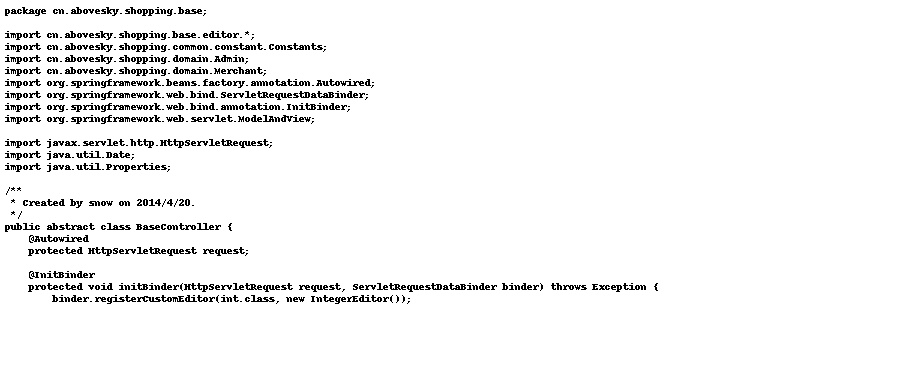 package cn.abovesky.shopping.base;

import cn.abovesky.shopping.base.editor.*;
import cn.abovesky.shopping.common.constant.Constants;
import cn.abovesky.shopping.domain.Admin;
import cn.abovesky.shopping.domain.Merchant;
import org.springframework.beans.factory.annotation.Autowired;
import org.springframework.web.bind.ServletRequestDataBinder;
import org.springframework.web.bind.annotation.InitBinder;
import org.springframework.web.servlet.ModelAndView;

import javax.servlet.http.HttpServletRequest;
import java.util.Date;
import java.util.Properties;

/**
 * Created by snow on 2014/4/20.
 */
public abstract class BaseController {
    @Autowired
    protected HttpServletRequest request;

    @InitBinder
    protected void initBinder(HttpServletRequest request, ServletRequestDataBinder binder) throws Exception {
        binder.registerCustomEditor(int.class, new IntegerEditor());